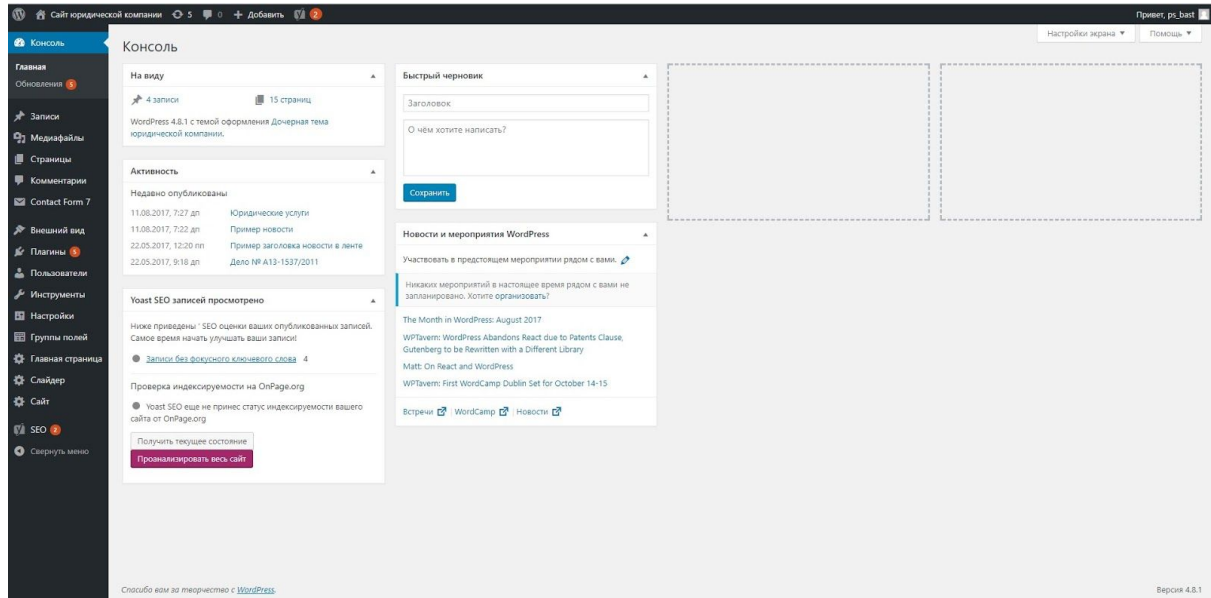 Сайт юридической компании 5 0 + Добавить 2
Привет, ps_bast
Настройки экрана ▼ Помощь ▼
Консоль
Главная
Обновления 5
Записи
Медиафайлы
Страницы
Комментарии
Contact Form 7
Внешний вид
Плагины 5
Пользователи
Инструменты
Настройки
Группы полей
Главная страница
Слайдер
Сайт
SEO 2
Свернуть меню
Консоль
На виду
4 записи 15 страниц
WordPress 4.8.1 с темой оформления Дочерная тема
юридической компании.
Активность
Недавно опубликованы
11.08.2017, 7:27 дп Юридические услуги
11.08.2017, 7:22 дп Пример новости
22.05.2017, 12:20 пп Пример заголовка новости в ленте
22.05.2017, 9:18 дп Дело № А13-1537/2011
Yoast SEO записей просмотрено
Ниже приведены ' SEO оценки ваших опубликованных записей.
Самое время начать улучшать ваши записи!
Записи без фокусного ключевого слова 4
Проверка индексируемости на OnPage.org
Yoast SEO еще не принес статус индексируемости вашего
сайта от OnPage.org
Получить текущее состояние
Проанализировать весь сайт
Быстрый черновик
Заголовок
О чём хотите написать?
Сохранить
Новости и мероприятия WordPress
Участвовать в предстоящем мероприятии рядом с вами.
Никаких мероприятий в настоящее время рядом с вами не
запланировано. Хотите организовать?
The Month in WordPress: August 2017
WPTavern: WordPress Abandons React due to Patents Clause,
Gutenberg to be Rewritten with a Different Library
Matt: On React and WordPress
WPTavern: First WordCamp Dublin Set for October 14-15
Встречи | WordCamp | Новости
Спасибо вам за творчество с WordPress.
Версия 4.8.1